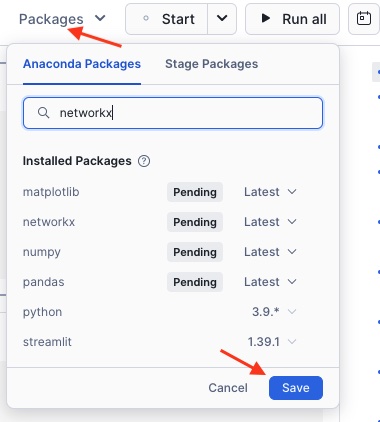 Packages Start Run all
Anaconda Packages Stage Packages
networkx
Installed Packages ?
matplotlib Pending Latest
networkx Pending Latest
numpy Pending Latest
pandas Pending Latest
python 3.9.*
streamlit 1.39.1
Cancel Save